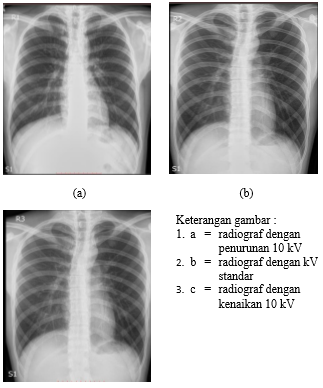 S1
S1
(a)
(b)
R3
S1
Keterangan gambar :
1. a = radiograf dengan
penurunan 10 kV
2. b = radiograf dengan kV
standar
3. c = radiograf dengan
kenaikan 10 kV